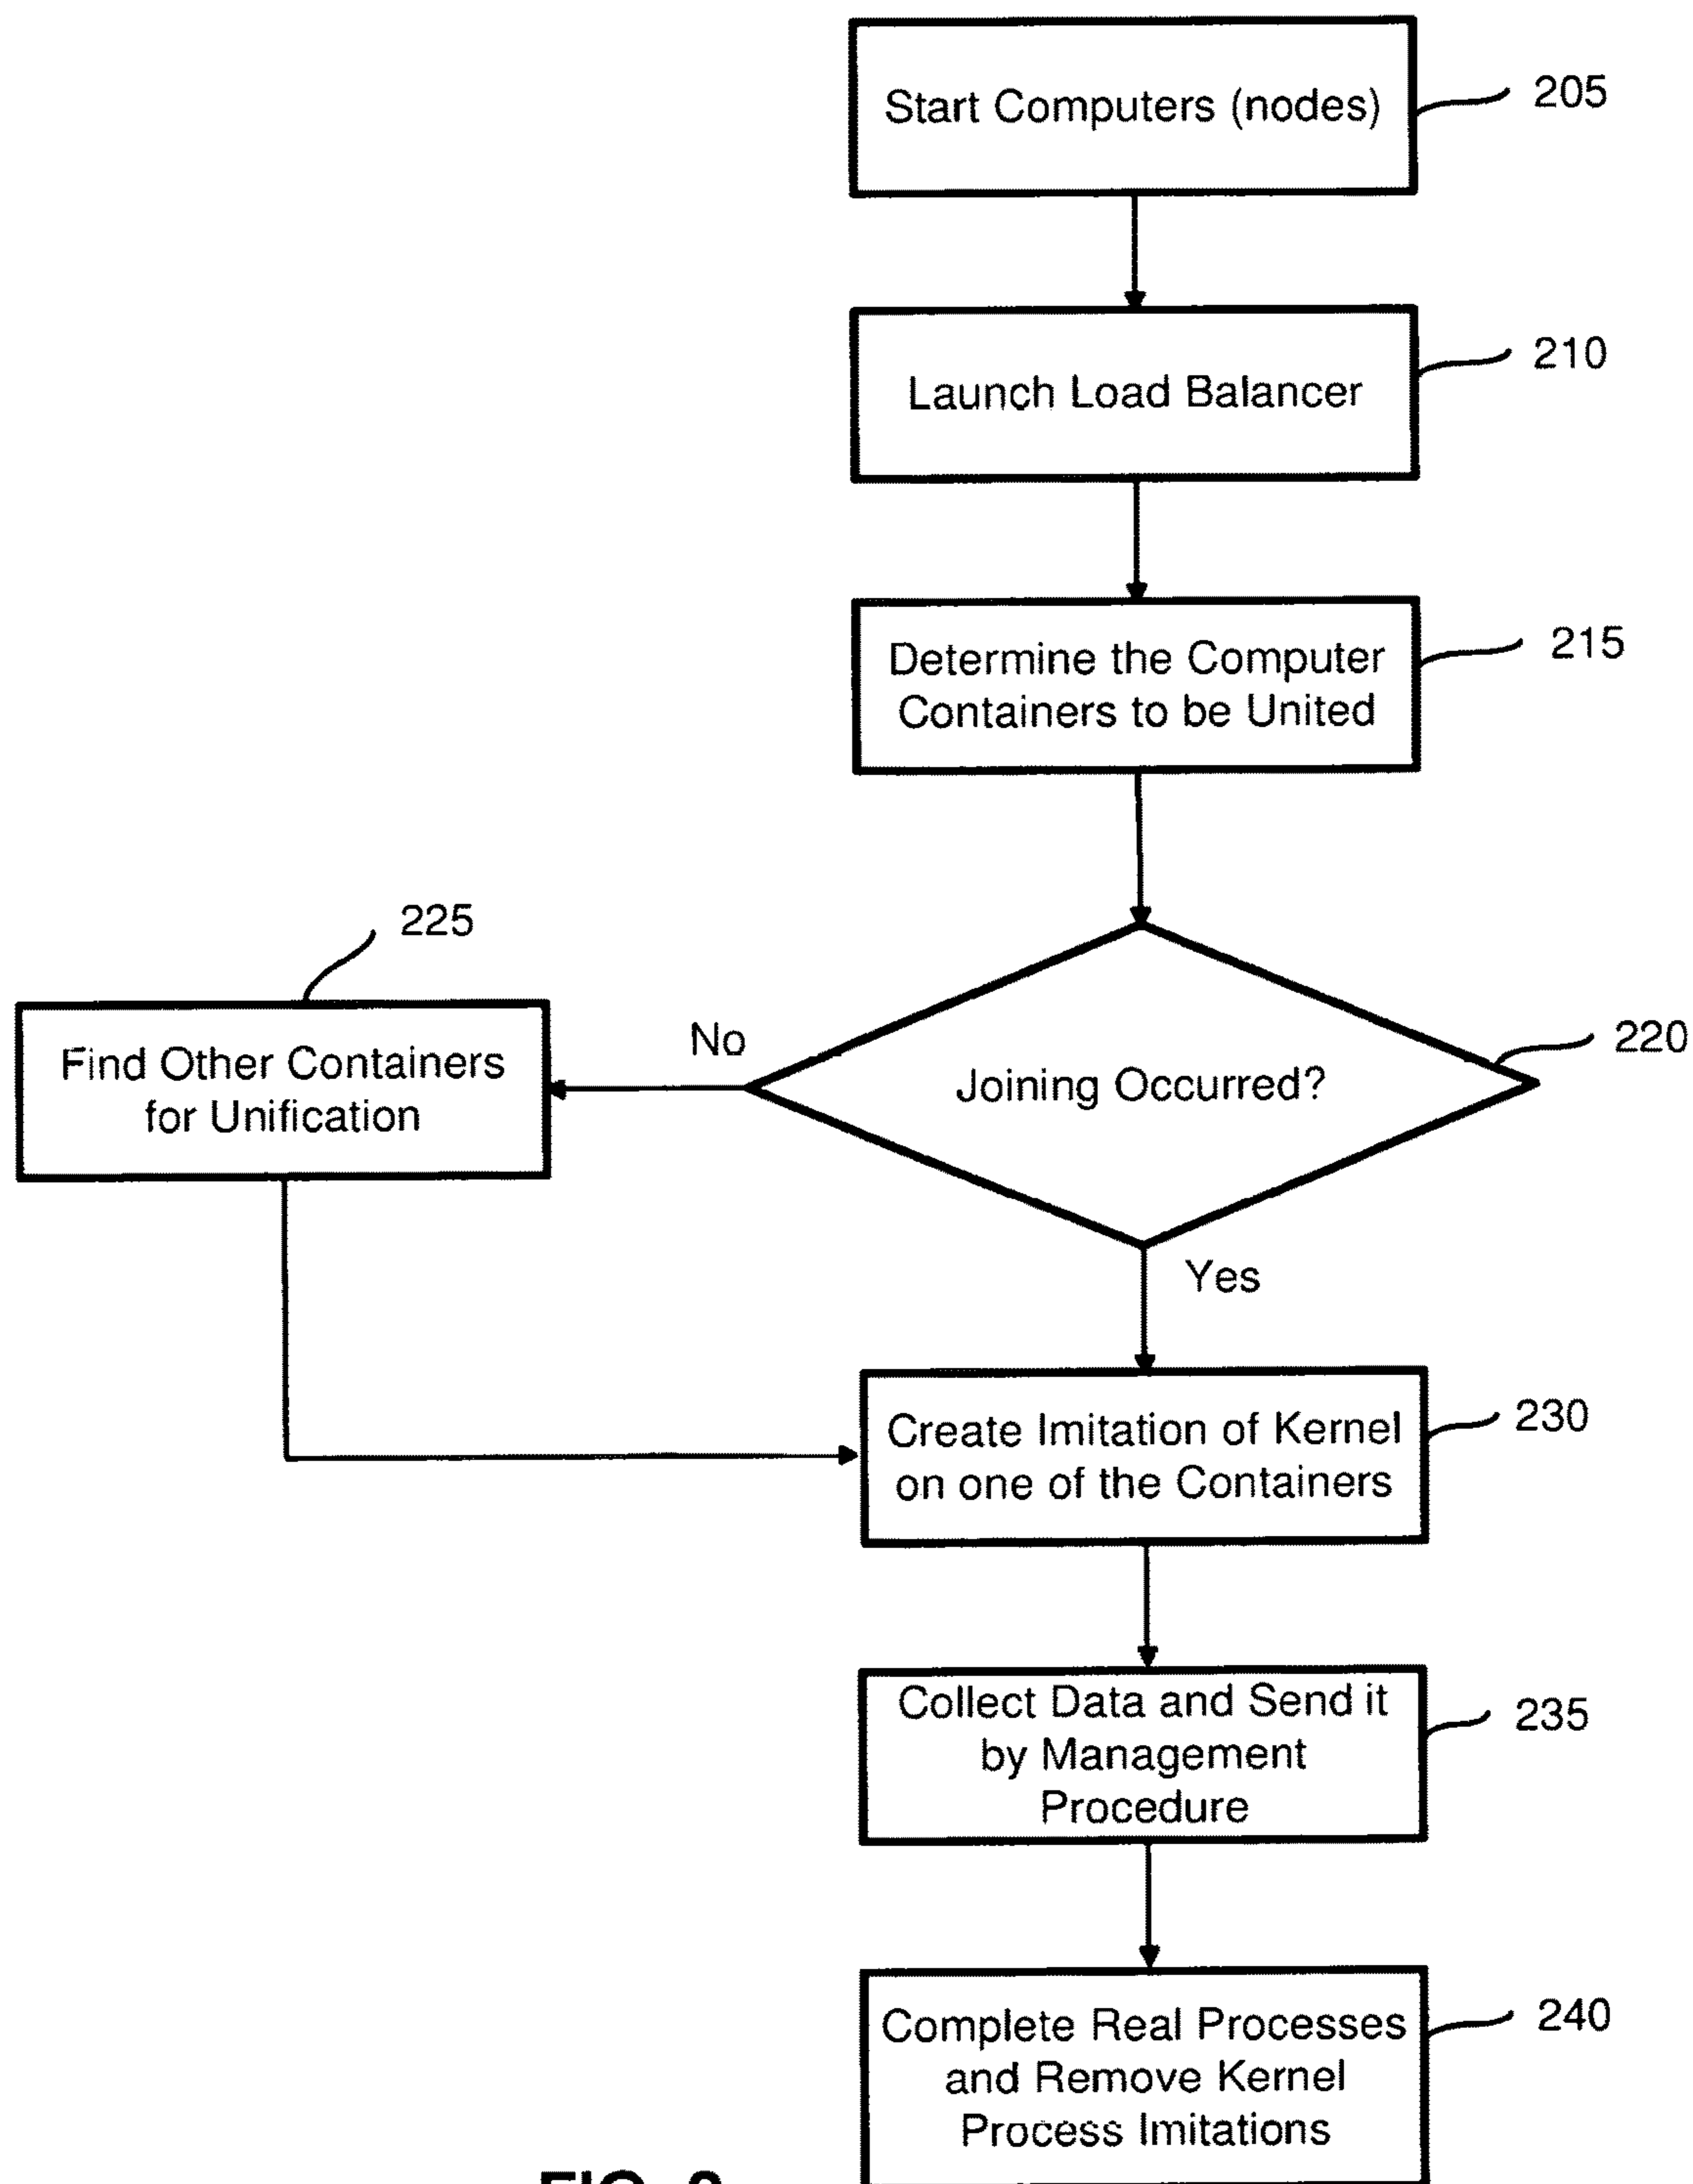 Start Computers (nodes)
205
Launch Load Balancer
210
Determine the Computer
Containers to be United
215
225
Find Other Containers
for Unification
No
Joining Occurred?
220
Yes
Create Imitation of Kernel
on one of the Containers
230
Collect Data and Send it
by Management
Procedure
235
Complete Real Processes
and Remove Kernel
Process Imitations
240
FIG.